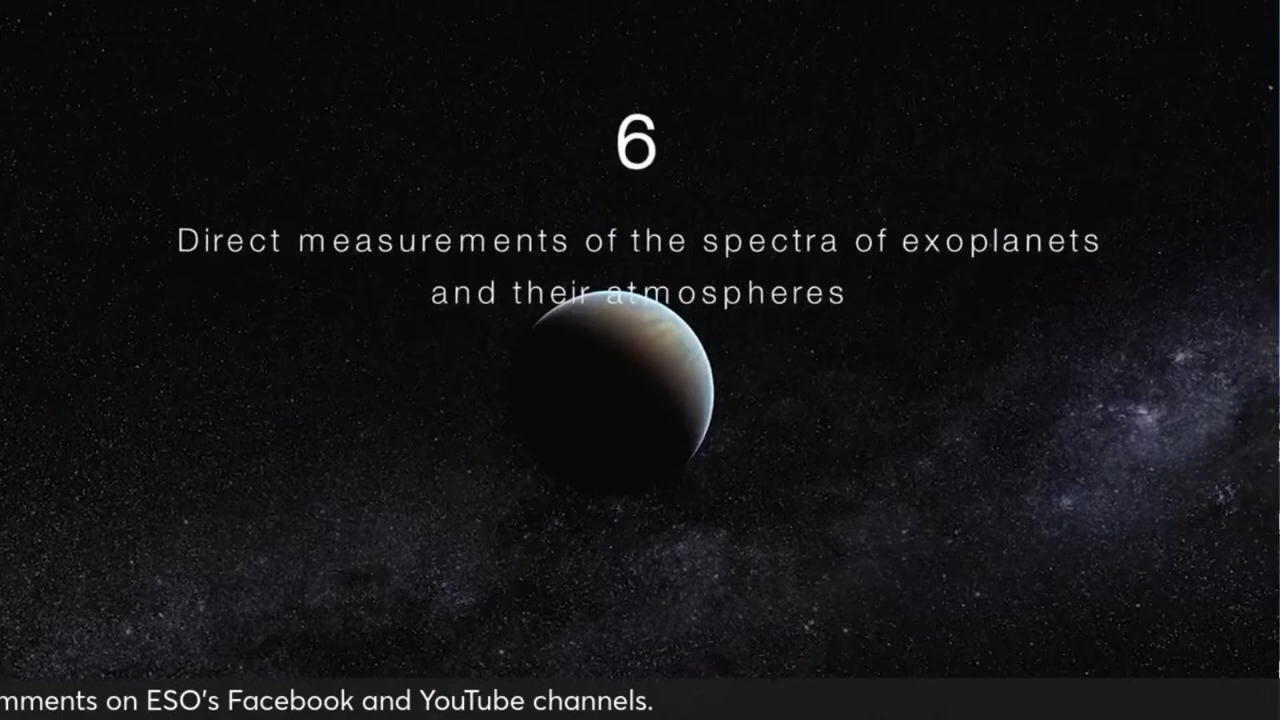 6
Direct measurements of the spectra of exoplanets
and their atmospheres
mments on ESO's Facebook and YouTube channels.